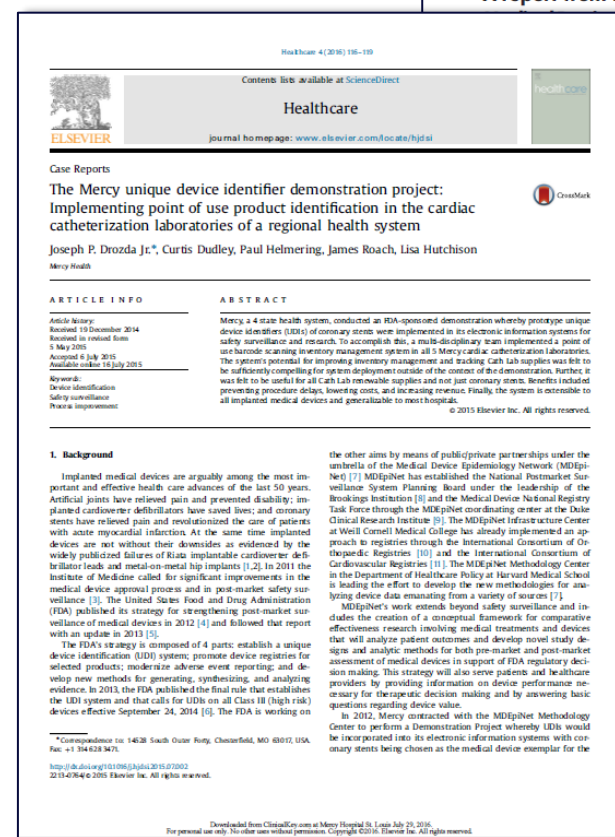 Healthcare 4 (2016) 116–119
Contents lists available at ScienceDirect
Healthcare
journal homepage: www.elsevier.com/locate/hjdsi
ELSEVIER
healthcare
Case Reports
The Mercy unique device identifier demonstration project:
Implementing point of use product identification in the cardiac
catheterization laboratories of a regional health system
CrossMark
Joseph P. Drozda Jr.*, Curtis Dudley, Paul Helmering, James Roach, Lisa Hutchison
Mercy Health
ARTICLE INFO
Article history:
Received 19 December 2014
Received in revised form
5 May 2015
Accepted 6 July 2015
Available online 16 July 2015
Keywords:
Device identification
Safety surveillance
Process improvement
ABSTRACT
Mercy, a 4 state health system, conducted an FDA-sponsored demonstration whereby prototype unique
device identifiers (UDIs) of coronary stents were implemented in its electronic information systems for
safety surveillance and research. To accomplish this, a multi-disciplinary team implemented a point of
use barcode scanning inventory management system in all 5 Mercy cardiac catheterization laboratories.
The system's potential for improving inventory management and tracking Cath Lab supplies was felt to
be sufficiently compelling for system deployment outside of the context of the demonstration. Further, it
was felt to be useful for all Cath Lab renewable supplies and not just coronary stents. Benefits included
preventing procedure delays, lowering costs, and increasing revenue. Finally, the system is extensible to
all implanted medical devices and generalizable to most hospitals.
© 2015 Elsevier Inc. All rights reserved.
1. Background
Implanted medical devices are arguably among the most im-
portant and effective health care advances of the last 50 years.
Artificial joints have relieved pain and prevented disability; im-
planted cardioverter defibrillators have saved lives; and coronary
stents have relieved pain and revolutionized the care of patients
with acute myocardial infarction. At the same time implanted
devices are not without their downsides as evidenced by the
widely publicized failures of Riata implantable cardioverter defi-
brillator leads and metal-on-metal hip implants [1,2]. In 2011 the
Institute of Medicine called for significant improvements in the
medical device approval process and in post-market safety sur-
veillance [3]. The United States Food and Drug Administration
(FDA) published its strategy for strengthening post-market sur-
veillance of medical devices in 2012 [4] and followed that report
with an update in 2013 [5].
The FDA's strategy is composed of 4 parts: establish a unique
device identification (UDI) system; promote device registries for
selected products; modernize adverse event reporting; and de-
velop new methods for generating, synthesizing, and analyzing
evidence. In 2013, the FDA published the final rule that establishes
the UDI system and that calls for UDIs on all Class III (high risk)
devices effective September 24, 2014 [6]. The FDA is working on
* Correspondence to: 14528 South Outer Forty, Chesterfield, MO 63017, USA.
Fax: +1 314 628 3471.
http://dx.doi.org/10.1016/j.hjdsi.2015.07.002
2213-0764/© 2015 Elsevier Inc. All rights reserved.
the other aims by means of public/private partnerships under the
umbrella of the Medical Device Epidemiology Network (MDEpi-
Net) [7] MDEpiNet has established the National Postmarket Sur-
veillance System Planning Board under the leadership of the
Brookings Institution [8] and the Medical Device National Registry
Task Force through the MDEpiNet coordinating center at the Duke
Clinical Research Institute [9]. The MDEpiNet Infrastructure Center
at Weill Cornell Medical College has already implemented an ap-
proach to registries through the International Consortium of Or-
thopaedic Registries [10] and the International Consortium of
Cardiovascular Registries [11]. The MDEpiNet Methodology Center
in the Department of Health Policy at Harvard Medical School
is leading the effort to develop the new methodologies for ana-
lyzing device data emanating from a variety of sources [7].
MDEpiNet's work extends beyond safety surveillance and in-
cludes the creation of a conceptual framework for comparative
effectiveness research involving medical treatments and devices
that will analyze patient outcomes and develop novel study de-
signs and analytic methods for both pre-market and post-market
assessment of medical devices in support of FDA regulatory deci-
sion making. This strategy will also serve patients and healthcare
providers by providing information on device performance ne-
cessary for therapeutic decision making and by answering basic
questions regarding device value.
In 2012, Mercy contracted with the MDEpiNet Methodology
Center to perform a Demonstration Project whereby UDIs would
be incorporated into its electronic information systems with cor-
onary stents being chosen as the medical device exemplar for the
Downloaded from ClinicalKey.com at Mercy Hospital St. Louis July 29, 2016.
For personal use only. No other uses without permission. Copyright ©2016. Elsevier Inc. All rights reserved.